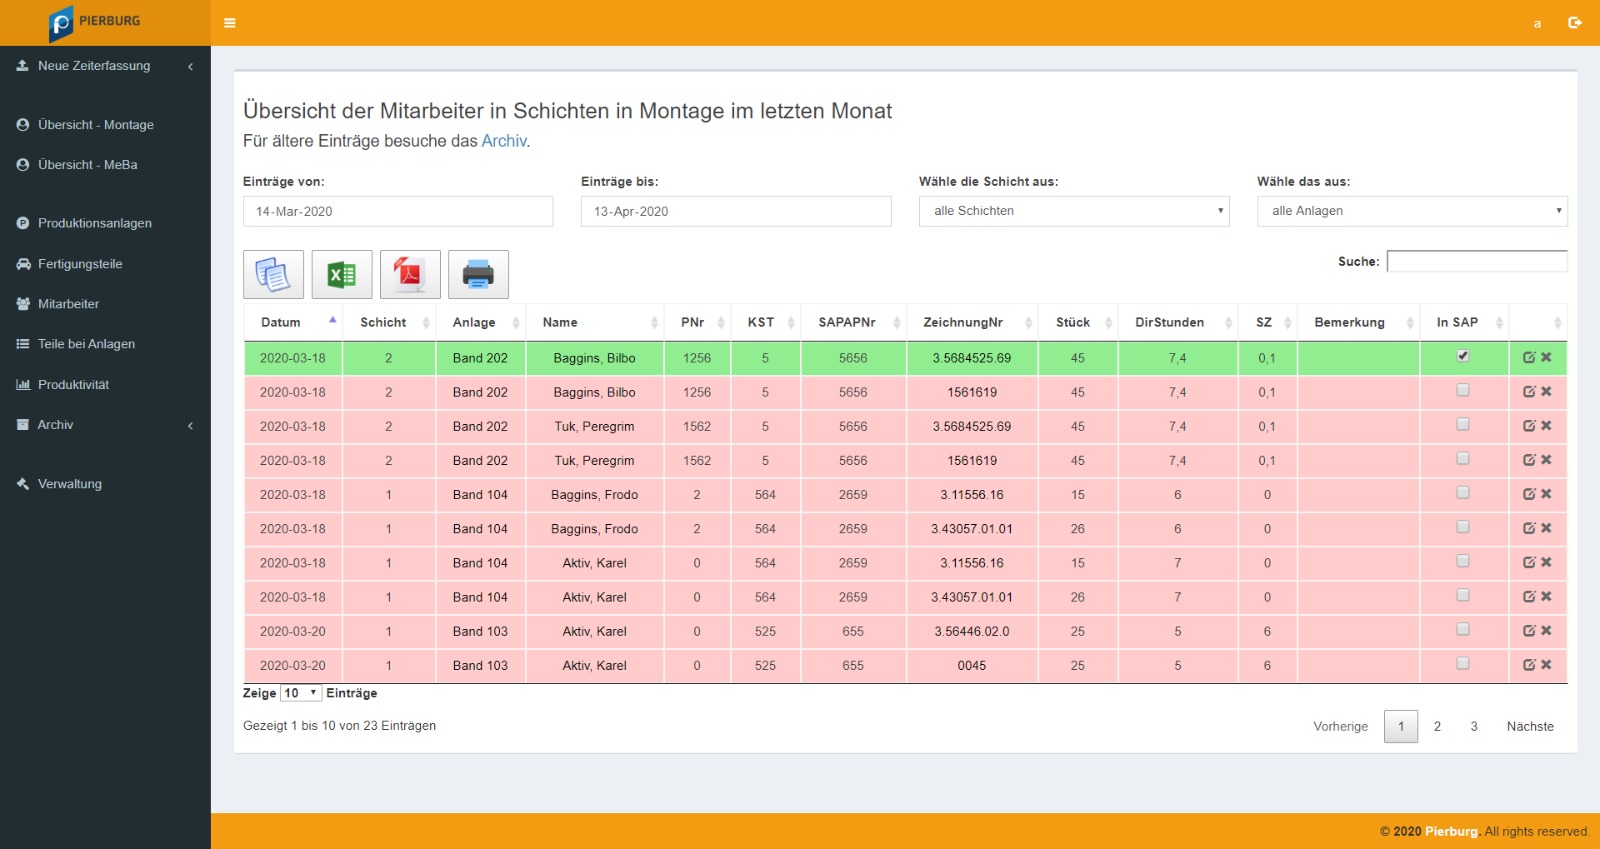 PIERBURG
a
Neue Zeiterfassung
Übersicht - Montage
Übersicht - MeBa
Produktionsanlagen
Fertigungsteile
Mitarbeiter
Teile bei Anlagen
Produktivität
Archiv
Verwaltung
Übersicht der Mitarbeiter in Schichten in Montage im letzten Monat
Für ältere Einträge besuche das Archiv.
Einträge von: Einträge bis: Wähle die Schicht aus: Wähle das aus:
14-Mar-2020 13-Apr-2020 alle Schichten alle Anlagen
Suche:
Datum Schicht Anlage Name PNr KST SAPAPNr ZeichnungNr Stück DirStunden SZ Bemerkung In SAP
2020-03-18 2 Band 202 Baggins, Bilbo 1256 5 5656 3.5684525.69 45 7,4 0,1
2020-03-18 2 Band 202 Baggins, Bilbo 1256 5 5656 1561619 45 7,4 0,1
2020-03-18 2 Band 202 Tuk, Peregrim 1562 5 5656 3.5684525.69 45 7,4 0,1
2020-03-18 2 Band 202 Tuk, Peregrim 1562 5 5656 1561619 45 7,4 0,1
2020-03-18 1 Band 104 Baggins, Frodo 2 564 2659 3.11556.16 15 6 0
2020-03-18 1 Band 104 Baggins, Frodo 2 564 2659 3.43057.01.01 26 6 0
2020-03-18 1 Band 104 Aktiv, Karel 0 564 2659 3.11556.16 15 7 0
2020-03-18 1 Band 104 Aktiv, Karel 0 564 2659 3.43057.01.01 26 7 0
2020-03-20 1 Band 103 Aktiv, Karel 0 525 655 3.56446.02.0 25 5 6
2020-03-20 1 Band 103 Aktiv, Karel 0 525 655 0045 25 5 6
Zeige 10 Einträge
Gezeigt 1 bis 10 von 23 Einträgen
Vorherige 1 2 3 Nächste
© 2020 Pierburg. All rights reserved.